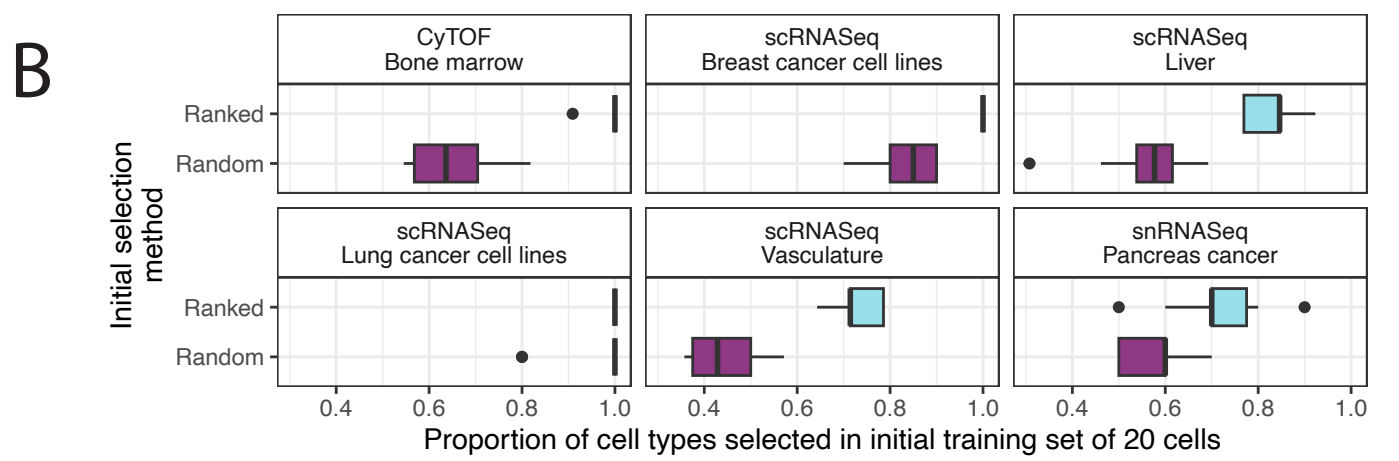 B
CyTOF
Bone marrow
scRNASeq
Breast cancer cell lines
scRNASeq
Liver
Ranked
Random
scRNASeq
Lung cancer cell lines
scRNASeq
Vasculature
snRNASeq
Pancreas cancer
Ranked
Random
Initial selection
method
0.4 0.6 0.8 1.0 0.4 0.6 0.8 1.0 0.4 0.6 0.8 1.0
Proportion of cell types selected in initial training set of 20 cells